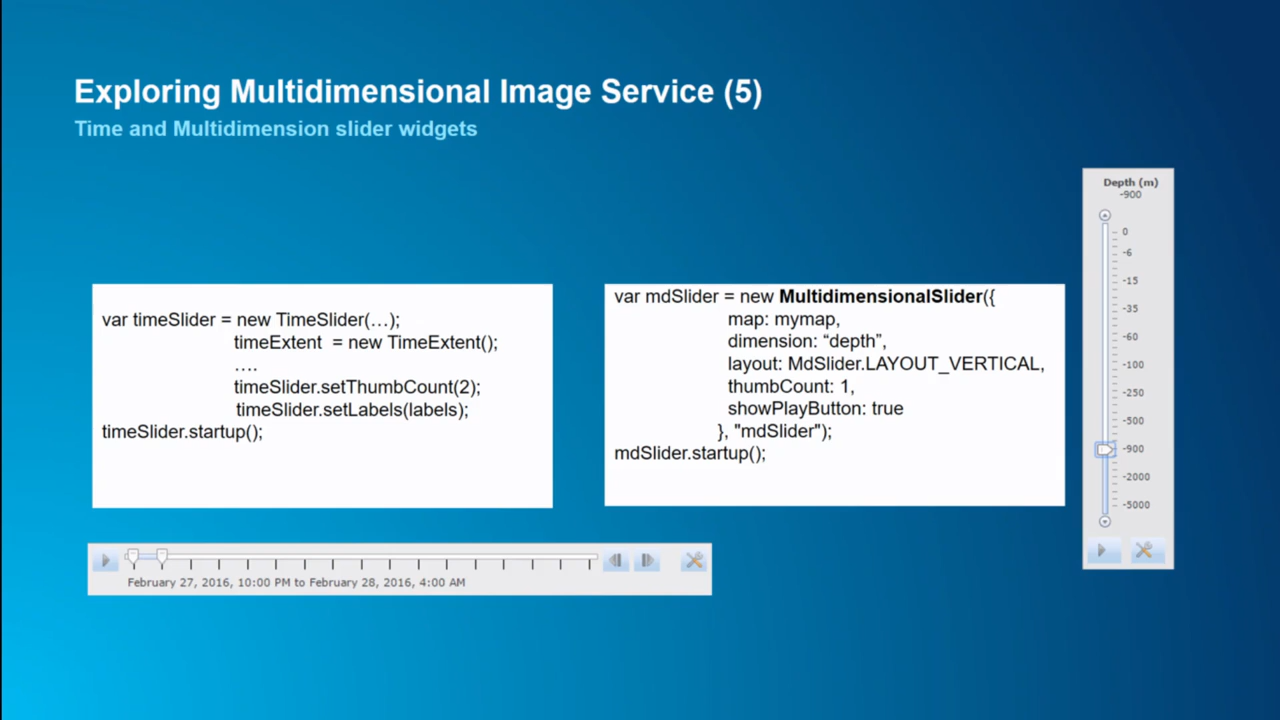 Exploring Multidimensional Image Service (5)
Time and Multidimension slider widgets
var timeSlider = new TimeSlider(…);
timeExtent = new TimeExtent();
….
timeSlider.setThumbCount(2);
timeSlider.setLabels(labels);
timeSlider.startup();
var mdSlider = new MultidimensionalSlider({
map: mymap,
dimension: “depth”,
layout: MdSlider.LAYOUT_VERTICAL,
thumbCount: 1,
showPlayButton: true
}, "mdSlider");
mdSlider.startup();
Depth (m)
-900
0
-6
-15
-35
-60
-100
-250
-500
-900
-2000
-5000
February 27, 2016, 10:00 PM to February 28, 2016, 4:00 AM